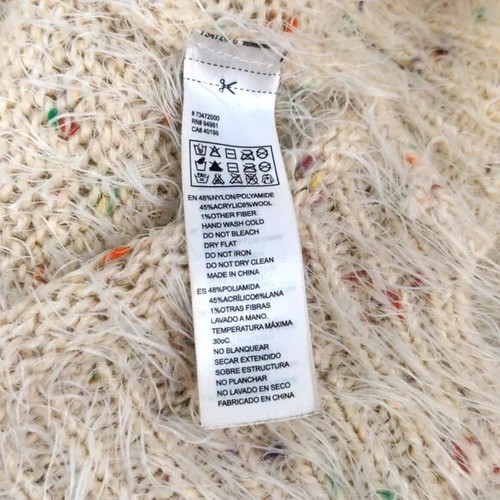 # 73472000
RN# 94981
CA# 40198
EN 48%NYLON/POLYAMIDE
45%ACRYLIC6%WOOL
1%OTHER FIBER
HAND WASH COLD
DO NOT BLEACH
DRY FLAT
DO NOT IRON
DO NOT DRY CLEAN
MADE IN CHINA
ES 48%POLIAMIDA
45%ACRÍLICO6%LANA
1%OTRAS FIBRAS
LAVADO A MANO.
TEMPERATURA MÁXIMA
30oC.
NO BLANQUEAR
SECAR EXTENDIDO
SOBRE ESTRUCTURA
NO PLANCHAR
NO LAVADO EN SECO
FABRICADO EN CHINA